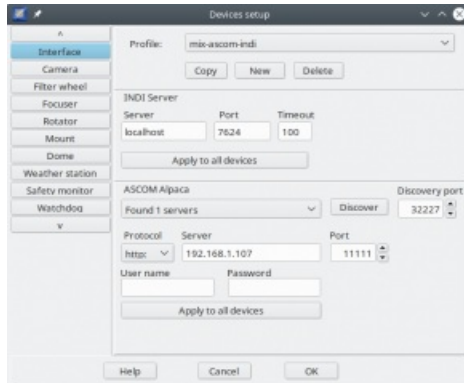 Devices setup
^
Interface
Camera
Filter wheel
Focuser
Rotator
Mount
Dome
Weather station
Safety monitor
Watchdog
v
Profile: mix-ascom-indi
Copy New Delete
INDI Server
Server Port Timeout
localhost 7624 100
Apply to all devices
ASCOM Alpaca Discovery port
Found 1 servers Discover 32227
Protocol Server Port
http: 192.168.1.107 11111
User name Password
Apply to all devices
Help Cancel OK